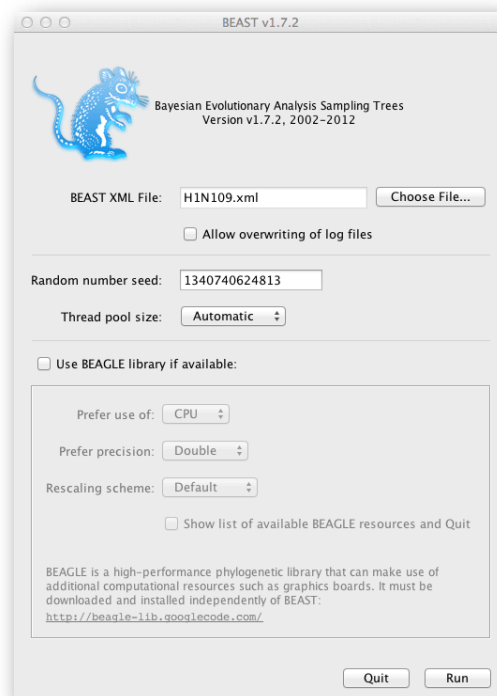 BEAST v1.7.2
Bayesian Evolutionary Analysis Sampling Trees
Version v1.7.2, 2002-2012
BEAST XML File: H1N109.xml Choose File...
Allow overwriting of log files
Random number seed: 1340740624813
Thread pool size: Automatic
Use BEAGLE library if available:
Prefer use of: CPU
Prefer precision: Double
Rescaling scheme: Default
Show list of available BEAGLE resources and Quit
BEAGLE is a high-performance phylogenetic library that can make use of
additional computational resources such as graphics boards. It must be
downloaded and installed independently of BEAST:
http://beagle-lib.googlecode.com/
Quit Run